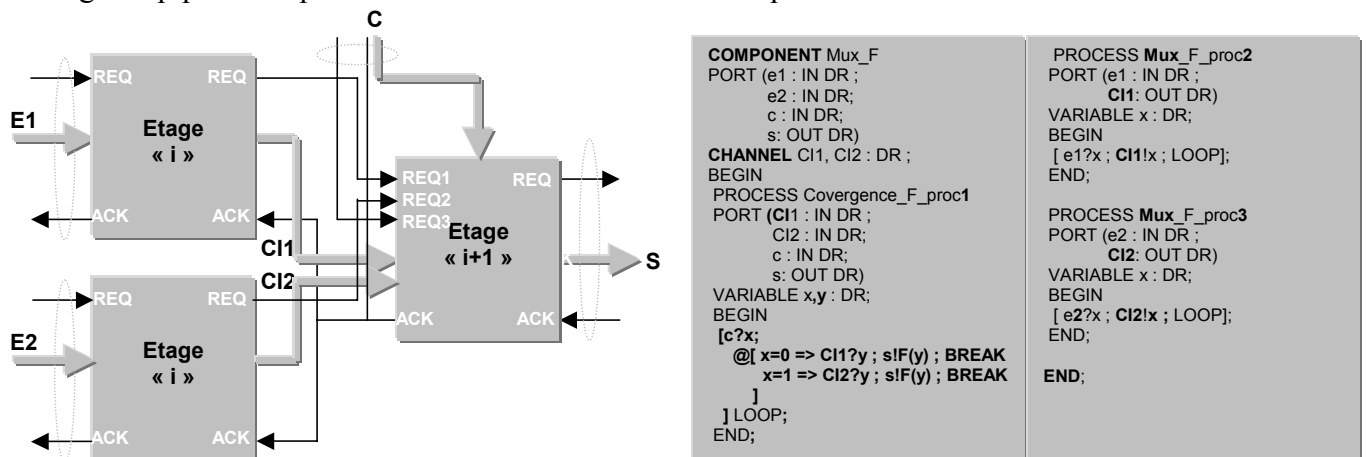 C
REQ REQ
E1
Etage
« i »
ACK ACK
CI1
CI2
REQ1
REQ2
REQ3
REQ
Etage
« i+1 »
S
ACK ACK
REQ REQ
E2
Etage
« i »
ACK ACK
COMPONENT Mux_F
PORT (e1 : IN DR ;
e2 : IN DR;
c : IN DR;
s: OUT DR)
CHANNEL CI1, CI2 : DR ;
BEGIN
PROCESS Covergence_F_proc1
PORT (CI1 : IN DR ;
CI2 : IN DR;
c : IN DR;
s: OUT DR)
VARIABLE x,y : DR;
BEGIN
[c?x;
@[ x=0 => CI1?y ; s!F(y) ; BREAK
x=1 => CI2?y ; s!F(y) ; BREAK
]
] LOOP;
END;
PROCESS Mux_F_proc2
PORT (e1 : IN DR ;
CI1: OUT DR)
VARIABLE x : DR;
BEGIN
[ e1?x ; CI1!x ; LOOP];
END;
PROCESS Mux_F_proc3
PORT (e2 : IN DR ;
CI2: OUT DR)
VARIABLE x : DR;
BEGIN
[ e2?x ; CI2!x ; LOOP];
END;
END;